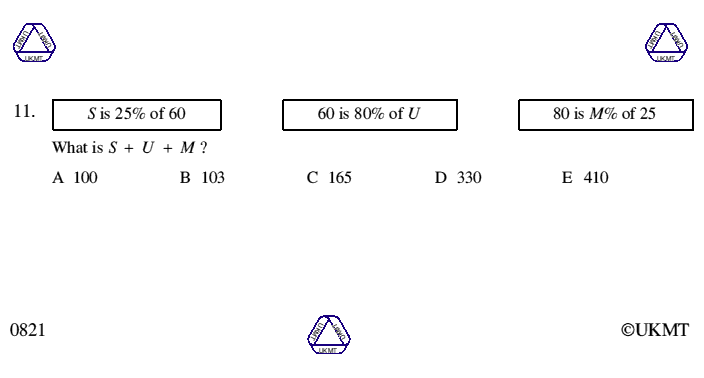 UKMT UKMT UKMT
UKMT UKMT UKMT
11. S is 25% of 60 60 is 80% of U 80 is M% of 25
What is S + U + M ?
A 100 B 103 C 165 D 330 E 410
0821 ©UKMT
UKMT UKMT UKMT